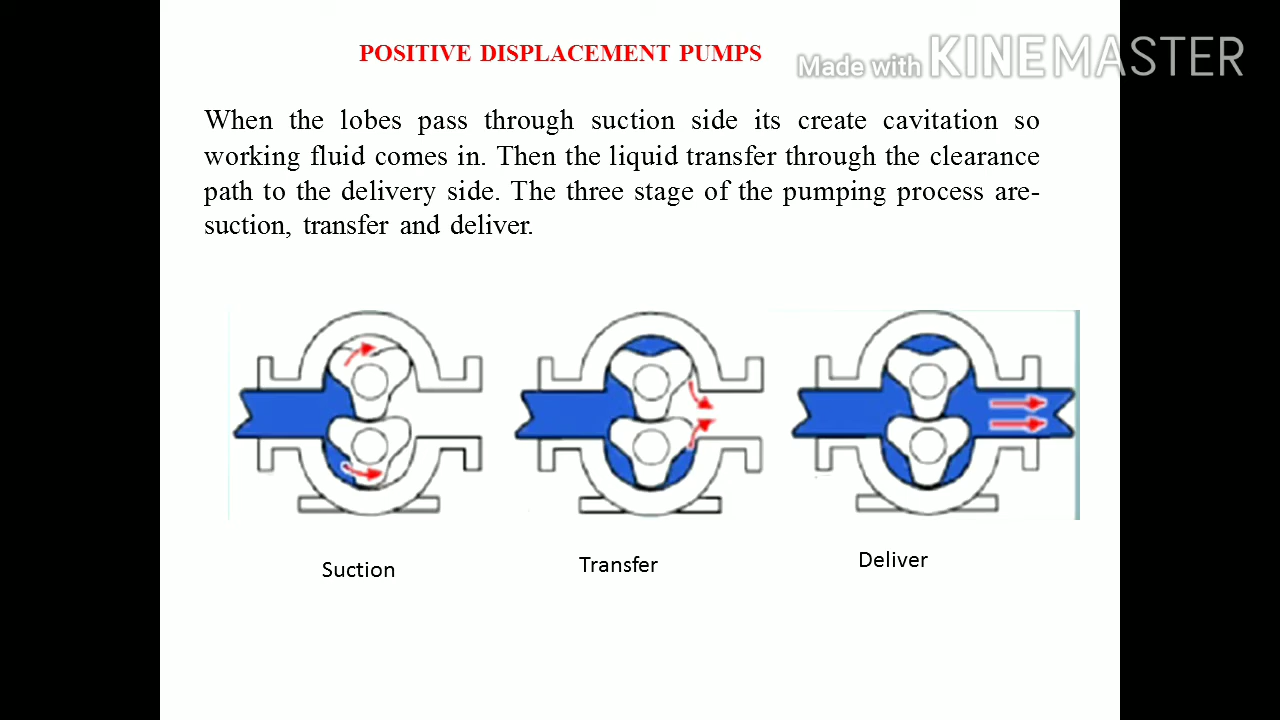 POSITIVE DISPLACEMENT PUMPS
Made with KINEMASTER
When the lobes pass through suction side its create cavitation so
working fluid comes in. Then the liquid transfer through the clearance
path to the delivery side. The three stage of the pumping process are-
suction, transfer and deliver.
Suction
Transfer
Deliver